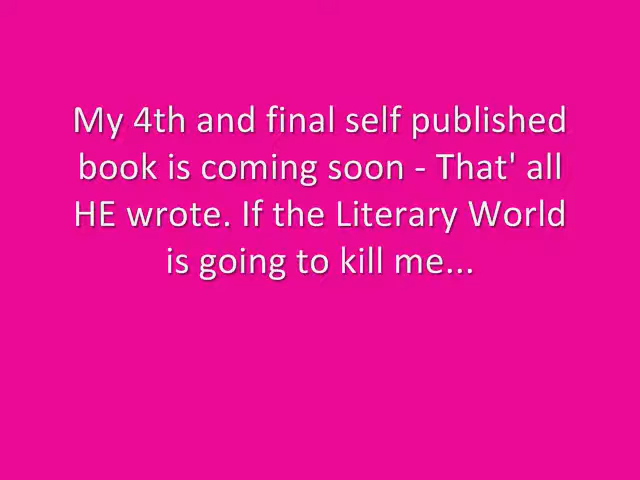 My 4th and final self published
book is coming soon - That' all
HE wrote. If the Literary World
is going to kill me...